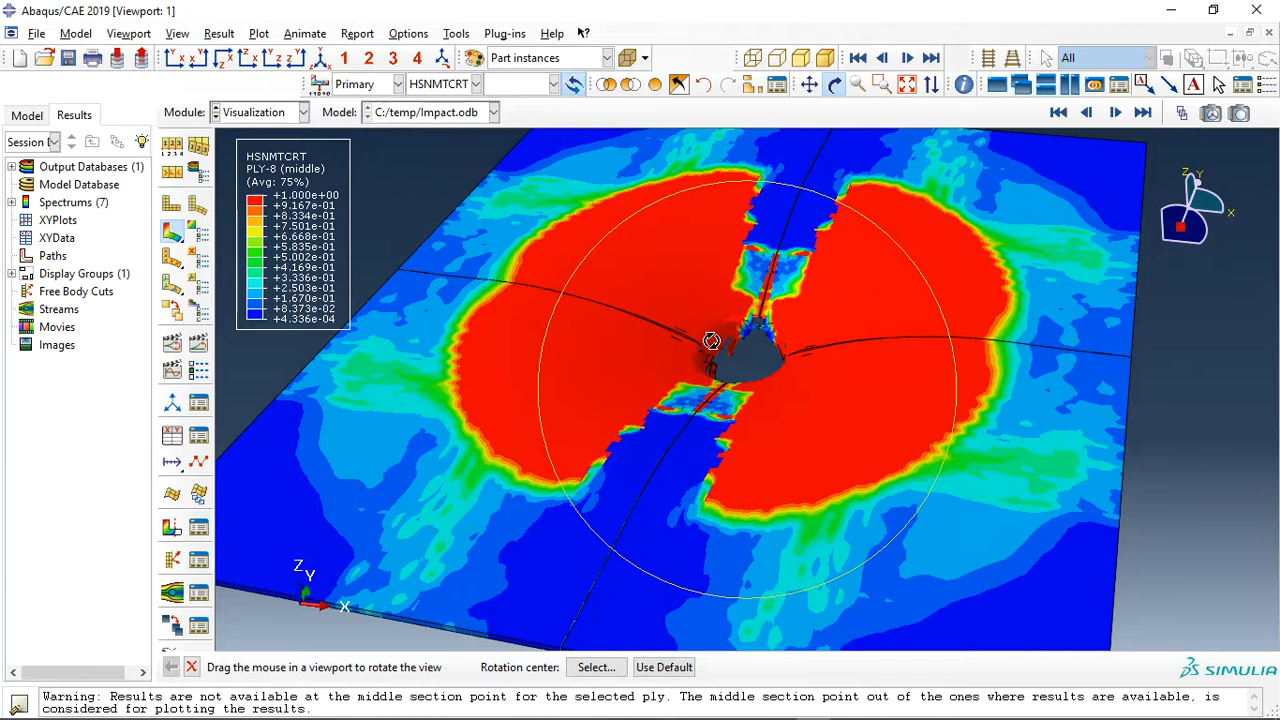 Abaqus/CAE 2019 [Viewport: 1]
File Model Viewport View Result Plot Animate Report Options Tools Plug-ins Help
1 2 3 4 Part instances All
Primary HSNMTCRT
Model Results Module: Visualization Model: C:/temp/Impact.odb
Session
Output Databases (1)
Model Database
Spectrums (7)
XYPlots
XYData
Paths
Display Groups (1)
Free Body Cuts
Streams
Movies
Images
HSNMTCRT
PLY-8 (middle)
(Avg: 75%)
+1.000e+00
+9.167e-01
+8.334e-01
+7.501e-01
+6.668e-01
+5.835e-01
+4.169e-01
+3.336e-01
+2.503e-01
+1.670e-01
+8.373e-02
+4.336e-04
Z Y
X
Z
Y
X
Drag the mouse in a viewport to rotate the view Rotation center: Select... Use Default
SIMULIA
Warning: Results are not available at the middle section point for the selected ply. The middle section point out of the ones where results are available, is
considered for plotting the results.